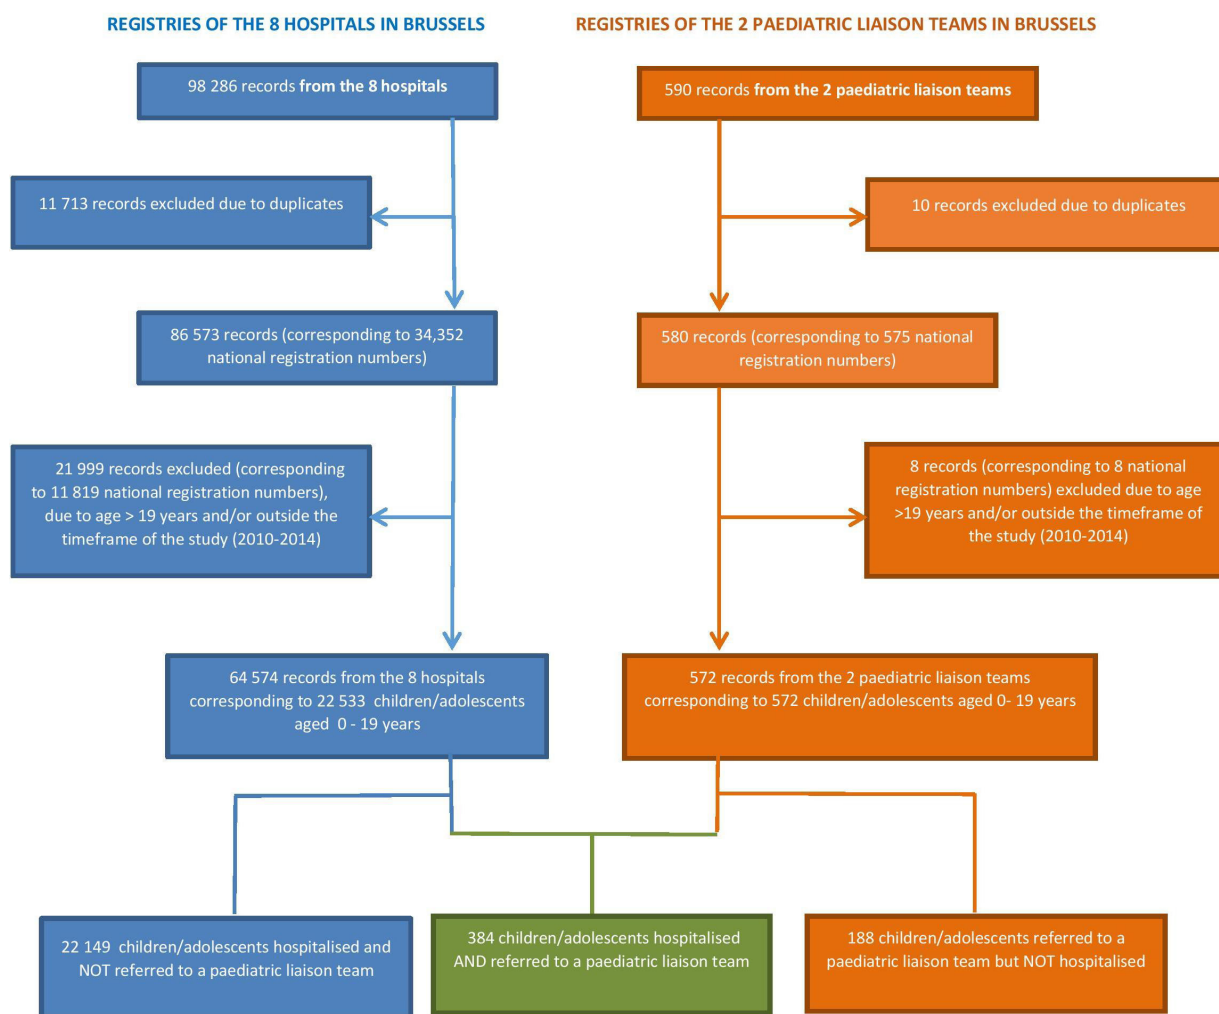 REGISTRIES OF THE 8 HOSPITALS IN BRUSSELS
REGISTRIES OF THE 2 PAEDIATRIC LIAISON TEAMS IN BRUSSELS
98 286 records from the 8 hospitals
590 records from the 2 paediatric liaison teams
11 713 records excluded due to duplicates
10 records excluded due to duplicates
86 573 records (corresponding to 34,352
national registration numbers)
580 records (corresponding to 575 national
registration numbers)
21 999 records excluded (corresponding
to 11 819 national registration numbers),
due to age > 19 years and/or outside the
timeframe of the study (2010-2014)
8 records (corresponding to 8 national
registration numbers) excluded due to age
>19 years and/or outside the timeframe of
the study (2010-2014)
64 574 records from the 8 hospitals
corresponding to 22 533 children/adolescents
aged 0 - 19 years
572 records from the 2 paediatric liaison teams
corresponding to 572 children/adolescents aged 0- 19 years
22 149 children/adolescents hospitalised and
NOT referred to a paediatric liaison team
384 children/adolescents hospitalised
AND referred to a paediatric liaison team
188 children/adolescents referred to a
paediatric liaison team but NOT hospitalised